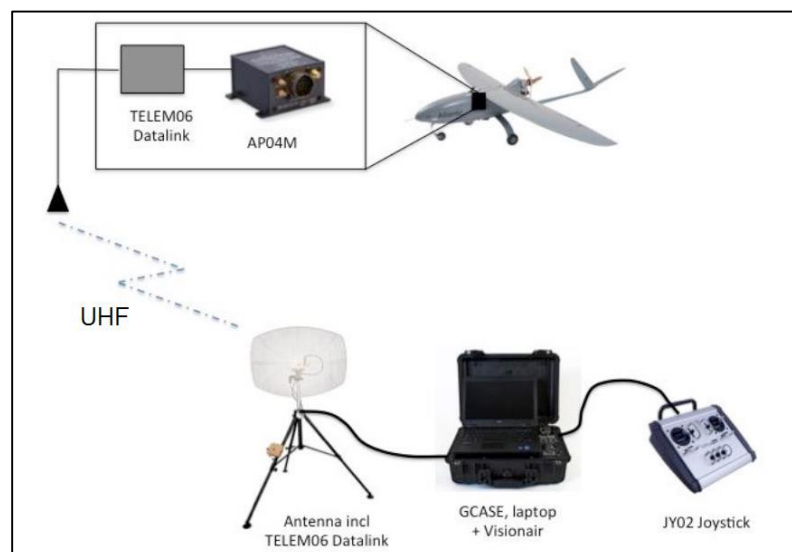 TELEM06
Datalink
AP04M
UHF
Antenna incl
TELEM06 Datalink
GCASE, laptop
+ Visionair
JY02 Joystick